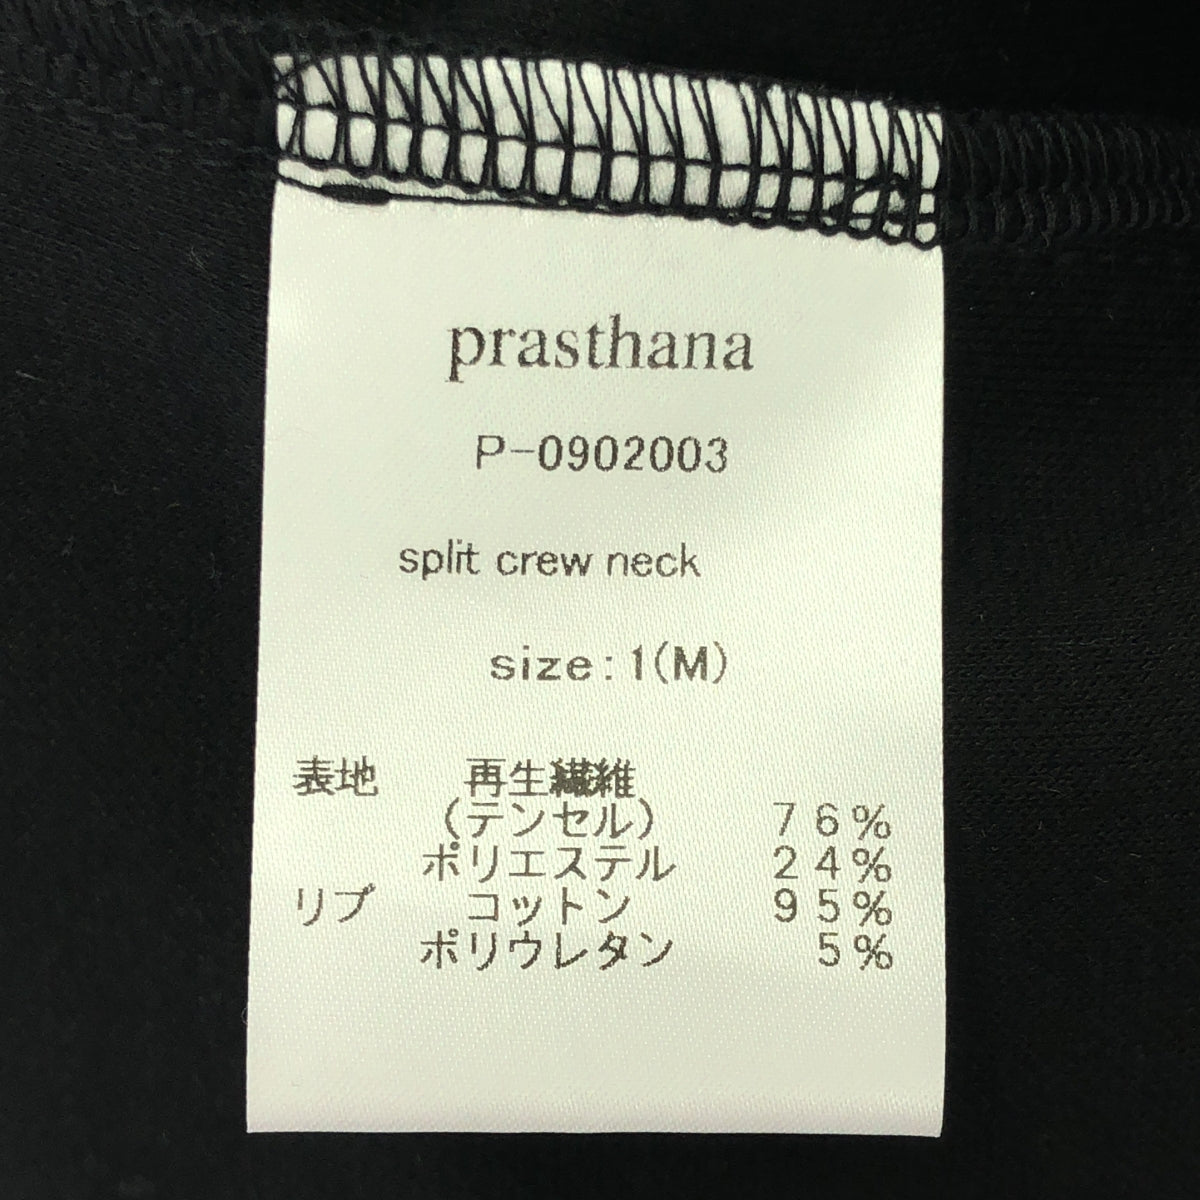 prasthana
P-0902003
split crew neck
size:1(M)
表地 再生繊維
(テンセル) 76%
ポリエステル 24%
リブ コットン 95%
ポリウレタン 5%